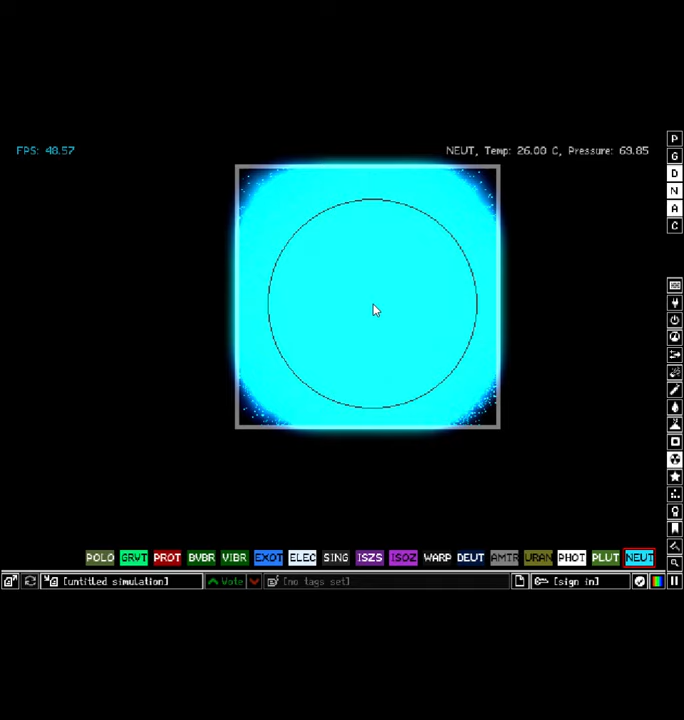 P
FPS: 48.57 NEUT, Temp: 26.00 C, Pressure: 69.85
G
D
N
A
C
POLO GRVT PROT BVBR VIBR EXOT ELEC SING ISZS ISOZ WARP DEUT AMTR URAN PHOT PLUT NEUT
[untitled simulation] Vote [no tags set] [sign in]